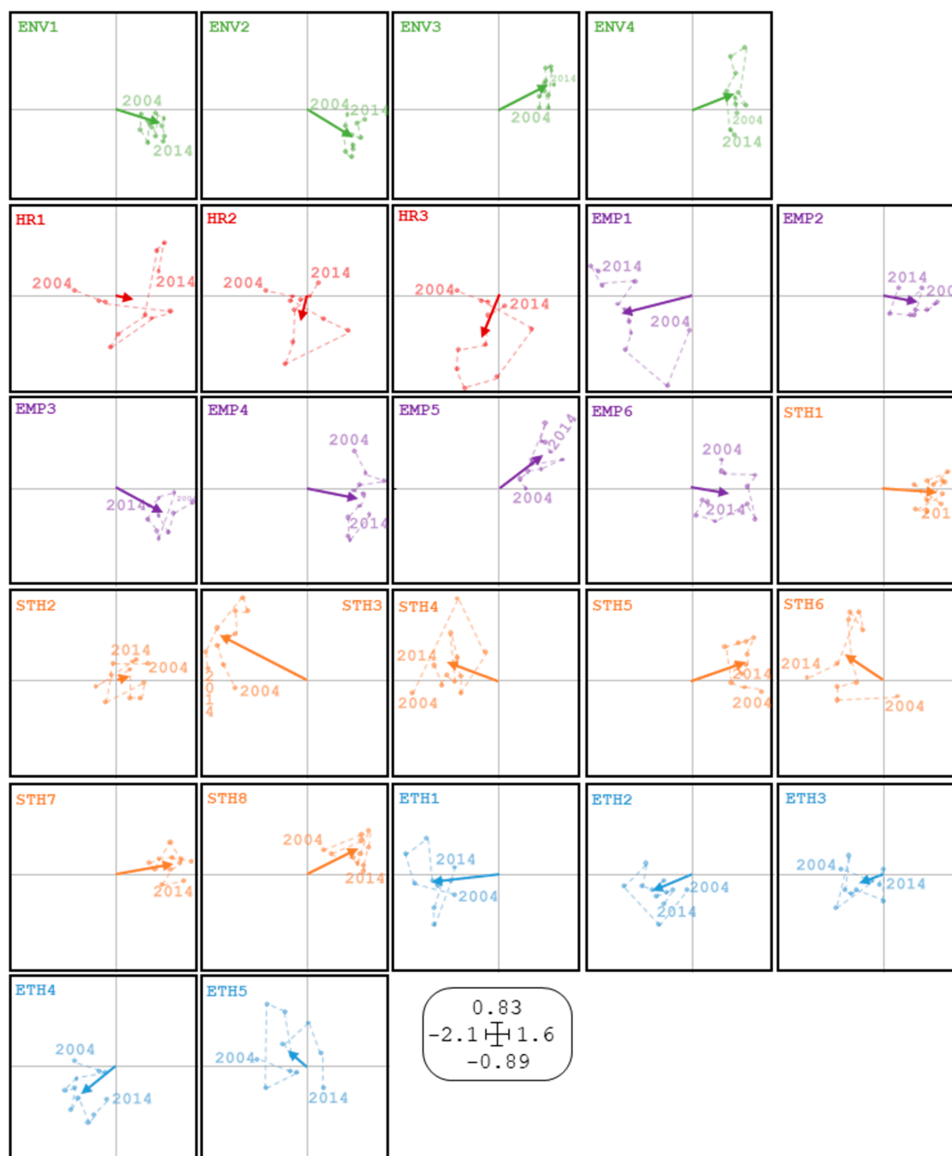 ENV1 ENV2 ENV3 ENV4
2004 2004 2014 2014
2014 2004 2004
2014
HR1 HR2 HR3 EMP1 EMP2
2004 2014 2004 2014 2004 2014 2014 2014
2004
EMP3 EMP4 EMP5 EMP6 STH1
2004 2014 2004
2014 2014 2004 2014
STH2 STH3 STH4 STH5 STH6
2014 2004 2014 2014 2014
2004 2014 2004 2004 2004
STH7 STH8 ETH1 ETH2 ETH3
2004 2014 2004
2014 2014 2004 2004 2014
2014
ETH4 ETH5
2004 2004 0.83
-2.1 1.6
2014 2014 -0.89